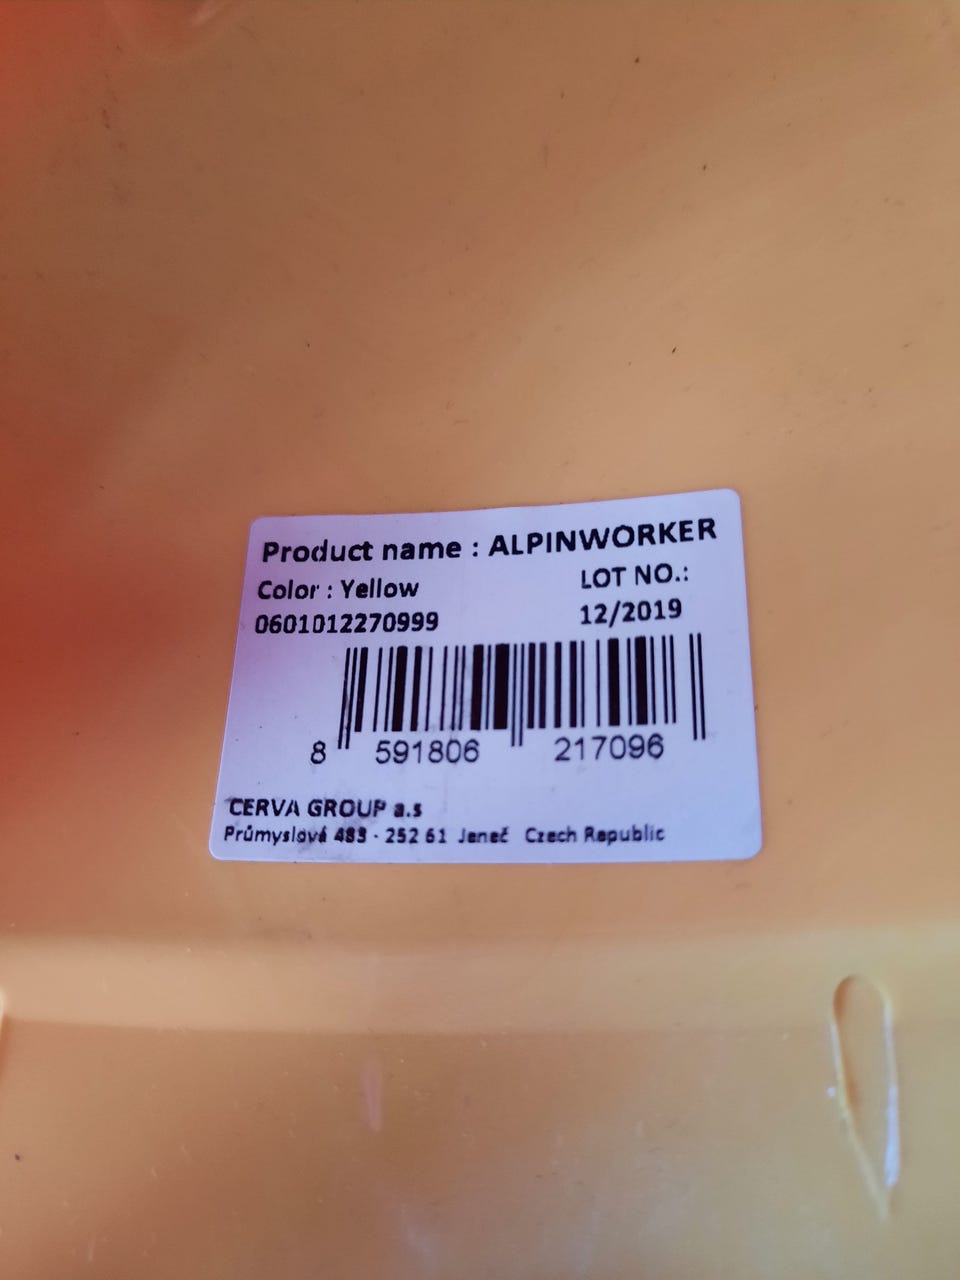 Product name : ALPINWORKER
Color : Yellow
LOT NO.:
0601012270999
12/2019
8 591806 217096
CERVA GROUP a.s
Průmyslová 483 - 252 61 Jeneč Czech Republic